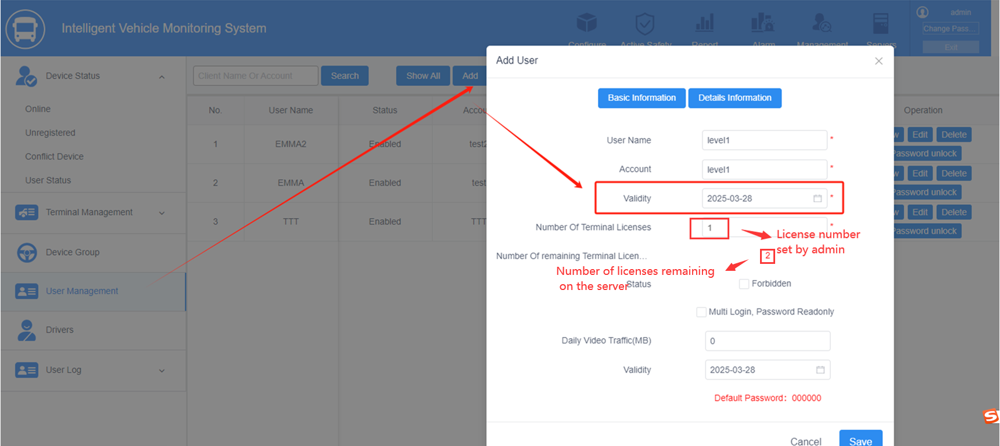 Intelligent Vehicle Monitoring System
Configure
Active Safety
Report
Alarm
Management
Servers
admin
Change Pass...
Exit
Device Status
Online
Unregistered
Conflict Device
User Status
Terminal Management
Device Group
User Management
Drivers
User Log
Client Name Or Account
Search
Show All
Add
No.
User Name
Status
Accou
Operation
1
EMMA2
Enabled
test2
w
Edit
Delete
Password unlock
2
EMMA
Enabled
test
w
Edit
Delete
Password unlock
3
TTT
Enabled
TTT
w
Edit
Delete
Password unlock
Add User
Basic Information
Details Information
User Name
level1
*
Account
level1
*
Validity
2025-03-28
*
Number Of Terminal Licenses
1
*
License number
set by admin
Number Of remaining Terminal Licen...
2
Number of licenses remaining
on the server
Status
Forbidden
Multi Login, Password Readonly
Daily Video Traffic(MB)
0
Validity
2025-03-28
Default Password：000000
Cancel
Save
S